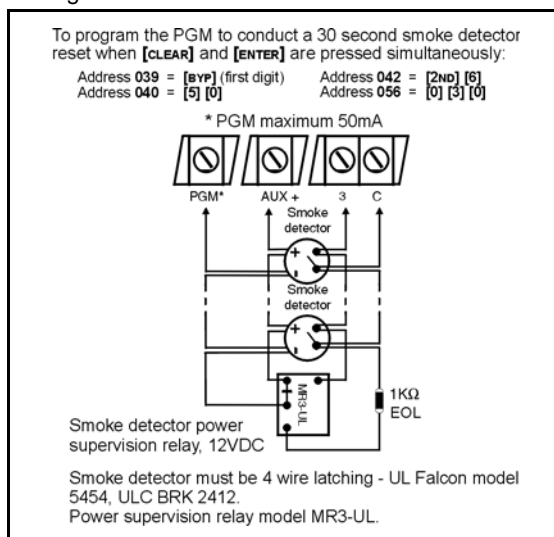 To program the PGM to conduct a 30 second smoke detector
reset when [CLEAR] and [ENTER] are pressed simultaneously:
Address 039 = [BYP] (first digit) Address 042 = [2ND] [6]
Address 040 = [5] [0] Address 056 = [0] [3] [0]
* PGM maximum 50mA
PGM* AUX + 3 C
Smoke
detector
+
-
Smoke
detector
+
-
MR3-UL
1KΩ
EOL
Smoke detector power
supervision relay, 12VDC
Smoke detector must be 4 wire latching - UL Falcon model
5454, ULC BRK 2412.
Power supervision relay model MR3-UL.